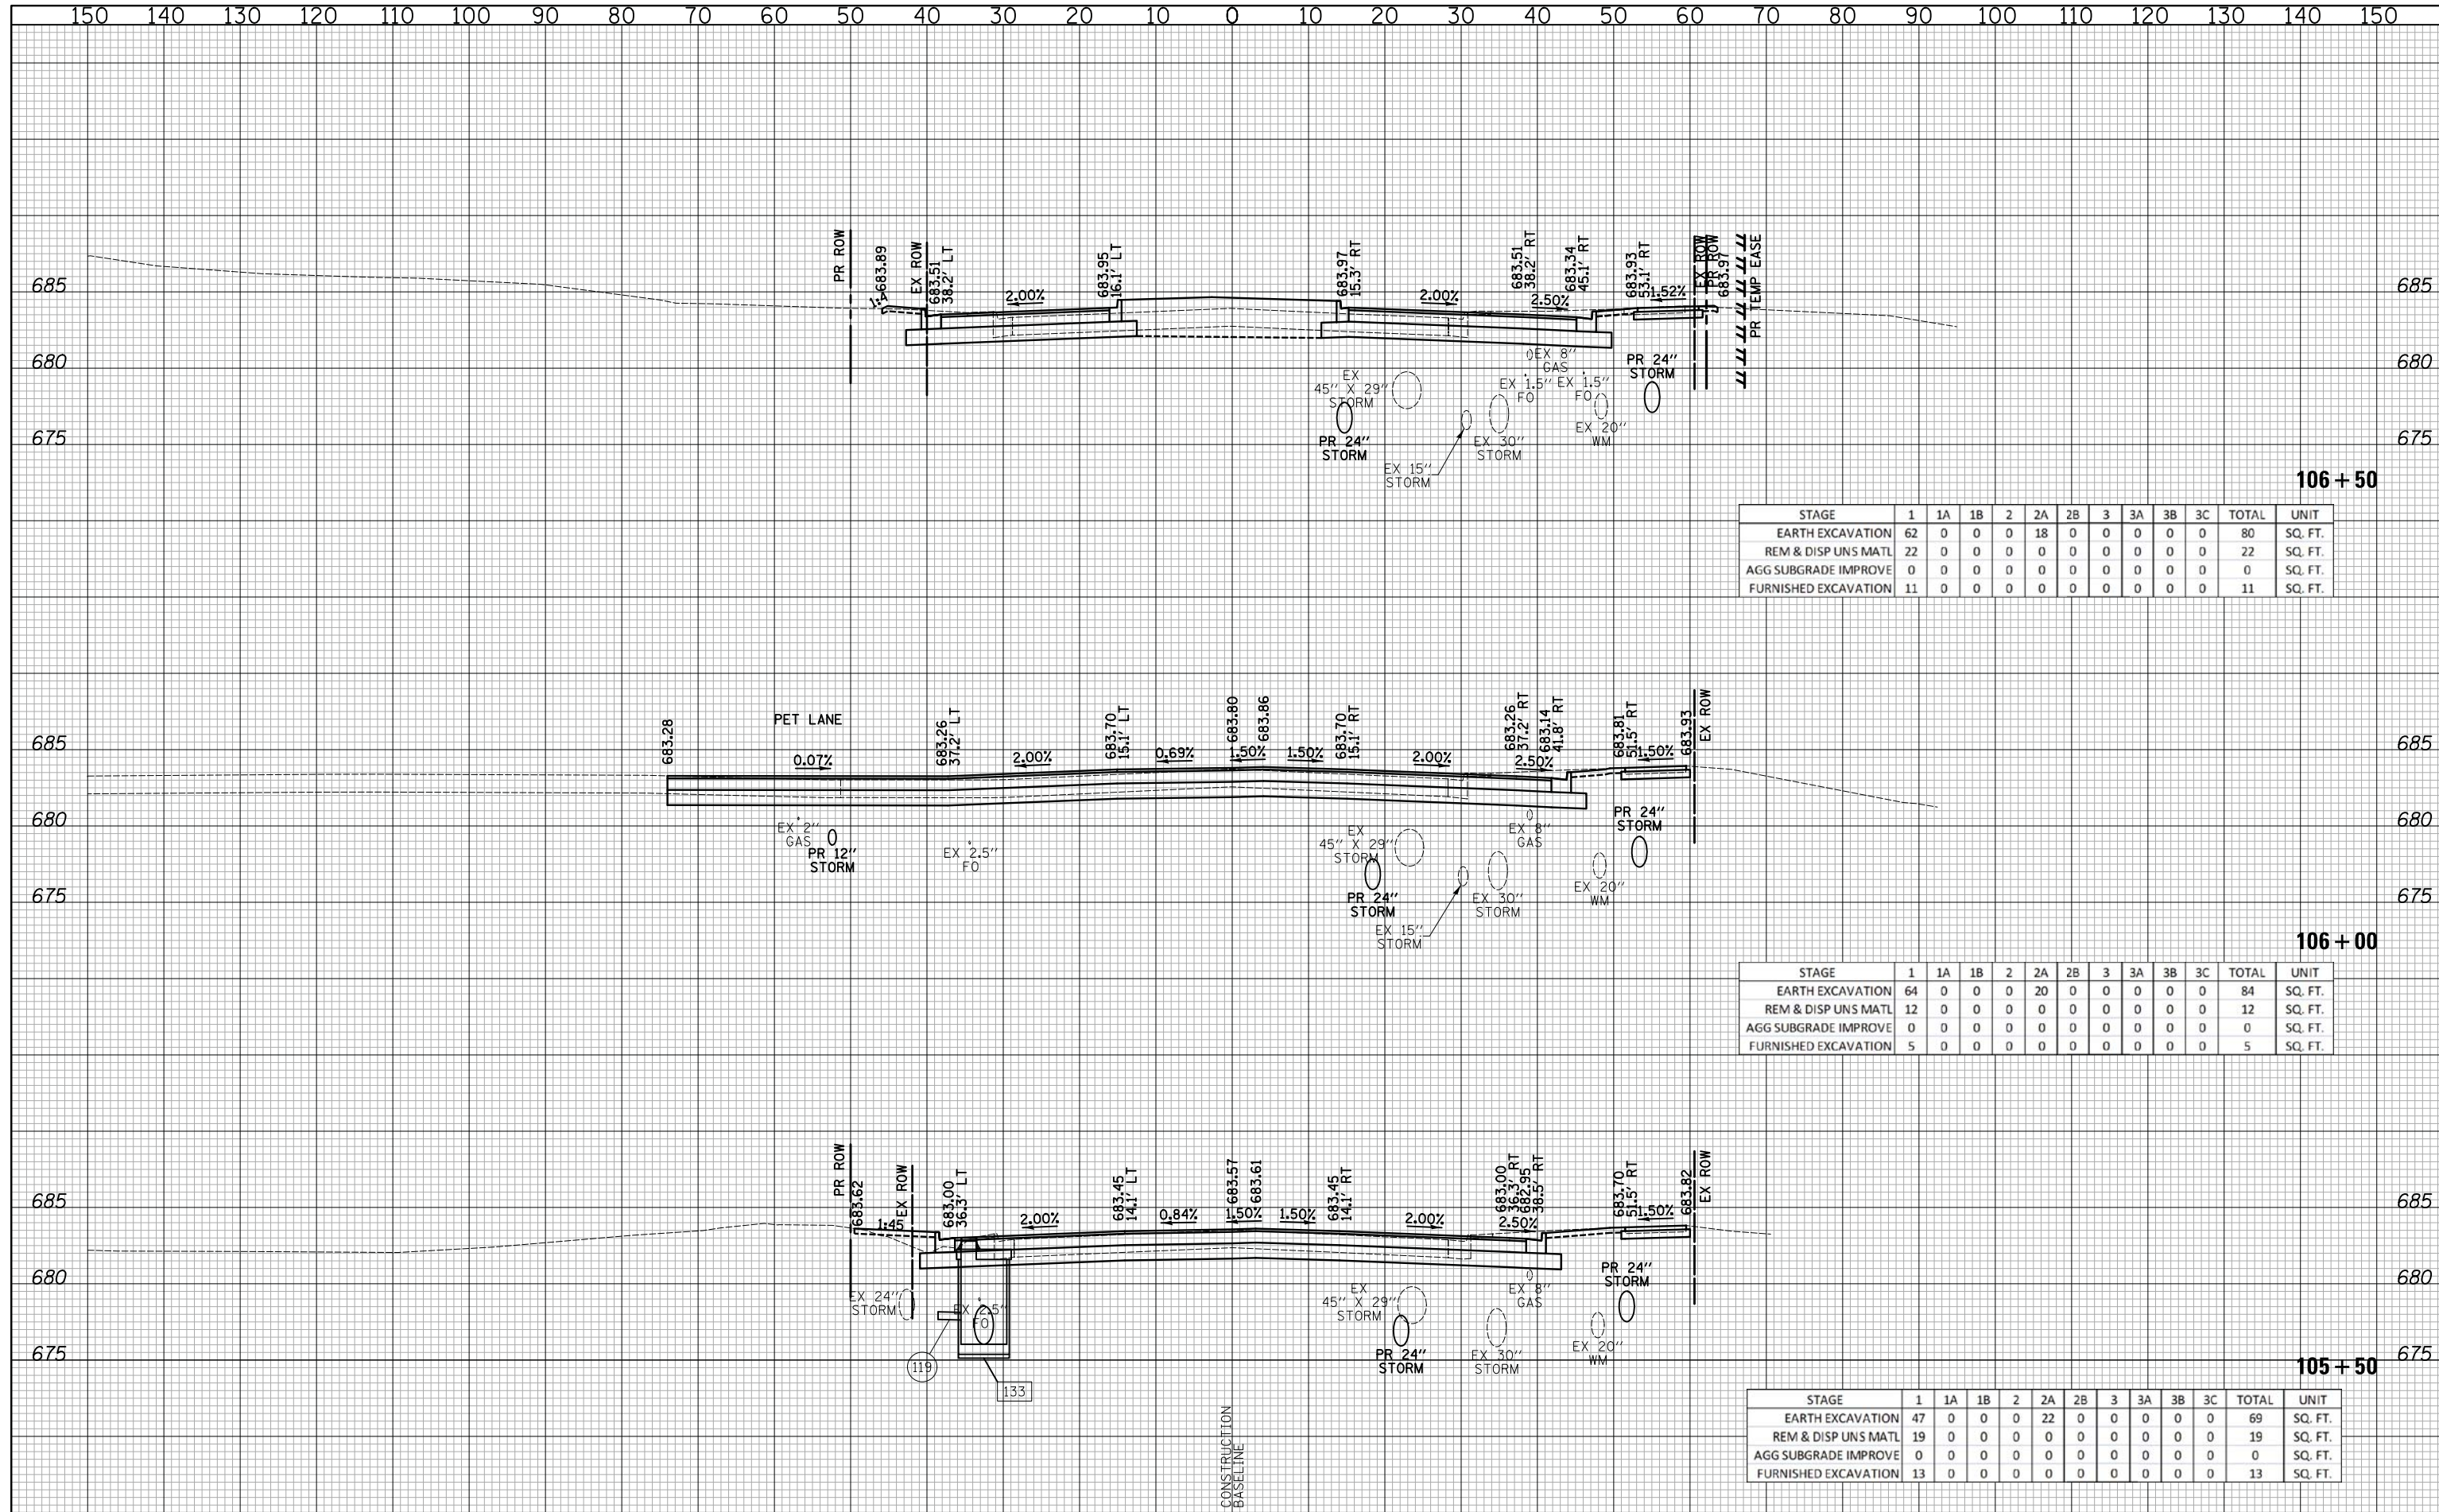 150 140 130 120 110 100 90 80 70 60 50 40 30 20 10 0 10 20 30 40 50 60 70 80 90 100 110 120 130 140 150
PR ROW
683.89
1:4
EX ROW
683.51
38.2' LT
2.00%
683.95
16.1' LT
683.97
15.3' RT
2.00%
683.51
38.2' RT
2.50%
683.34
45.1' RT
683.93
53.1' RT
1.52%
EX ROW
PR ROW
683.97
PR TEMP EASE
685 685
680 680
675 675
EX
45" X 29"
STORM
PR 24"
STORM
EX 15"
STORM
EX 30"
STORM
EX 8"
GAS
EX 1.5"
FO
EX 1.5"
FO
EX 20"
WM
PR 24"
STORM
106+50
STAGE 1 1A 1B 2 2A 2B 3 3A 3B 3C TOTAL UNIT
EARTH EXCAVATION 62 0 0 0 18 0 0 0 0 0 80 SQ. FT.
REM & DISP UNS MATL 22 0 0 0 0 0 0 0 0 0 22 SQ. FT.
AGG SUBGRADE IMPROVE 0 0 0 0 0 0 0 0 0 0 0 SQ. FT.
FURNISHED EXCAVATION 11 0 0 0 0 0 0 0 0 0 11 SQ. FT.
683.28
PET LANE
0.07%
683.26
37.2' LT
2.00%
683.70
15.1' LT
0.69%
683.80
1.50%
683.86
1.50%
683.70
15.1' RT
2.00%
683.26
37.2' RT
2.50%
683.14
41.8' RT
683.81
51.5' RT
1.50%
683.93
EX ROW
685 685
680 680
675 675
EX 2"
GAS
PR 12"
STORM
EX 2.5"
FO
EX
45" X 29"
STORM
PR 24"
STORM
EX 15"
STORM
EX 30"
STORM
EX 8"
GAS
EX 20"
WM
PR 24"
STORM
106+00
STAGE 1 1A 1B 2 2A 2B 3 3A 3B 3C TOTAL UNIT
EARTH EXCAVATION 64 0 0 0 20 0 0 0 0 0 84 SQ. FT.
REM & DISP UNS MATL 12 0 0 0 0 0 0 0 0 0 12 SQ. FT.
AGG SUBGRADE IMPROVE 0 0 0 0 0 0 0 0 0 0 0 SQ. FT.
FURNISHED EXCAVATION 5 0 0 0 0 0 0 0 0 0 5 SQ. FT.
PR ROW
683.62
1:45
EX ROW
683.00
36.3' LT
2.00%
683.45
14.1' LT
0.84%
683.57
1.50%
683.61
1.50%
683.45
14.1' RT
2.00%
683.00
36.3' RT
2.50%
682.95
38.5' RT
683.70
51.5' RT
1.50%
683.82
EX ROW
685 685
680 680
675 675
EX 24"
STORM
EX 2.5"
FO
119
133
EX
45" X 29"
STORM
PR 24"
STORM
EX 30"
STORM
EX 8"
GAS
EX 20"
WM
PR 24"
STORM
105+50
STAGE 1 1A 1B 2 2A 2B 3 3A 3B 3C TOTAL UNIT
EARTH EXCAVATION 47 0 0 0 22 0 0 0 0 0 69 SQ. FT.
REM & DISP UNS MATL 19 0 0 0 0 0 0 0 0 0 19 SQ. FT.
AGG SUBGRADE IMPROVE 0 0 0 0 0 0 0 0 0 0 0 SQ. FT.
FURNISHED EXCAVATION 13 0 0 0 0 0 0 0 0 0 13 SQ. FT.
CONSTRUCTION
BASELINE